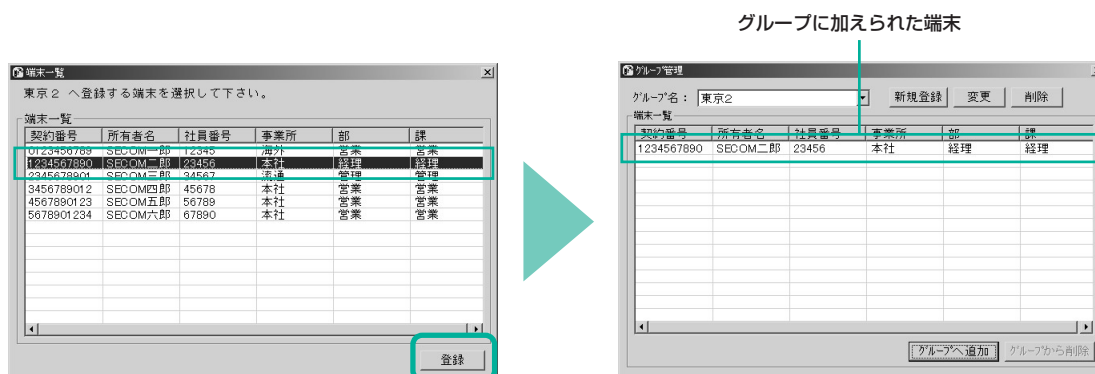 グループに加えられた端末
端末一覧
東京2 へ登録する端末を選択して下さい。
端末一覧
契約番号 所有者名 社員番号 事業所 部 課
0123456789 SECOM一郎 12345 海外 営業 営業
1234567890 SECOM二郎 23456 本社 経理 経理
2345678901 SECOM三郎 34567 流通 管理 管理
3456789012 SECOM四郎 45678 本社 営業 営業
4567890123 SECOM五郎 56789 本社 営業 営業
5678901234 SECOM六郎 67890 本社 営業 営業
登録
グループ管理
グループ名: 東京2 新規登録 変更 削除
端末一覧
契約番号 所有者名 社員番号 事業所 部 課
1234567890 SECOM二郎 23456 本社 経理 経理
グループへ追加 グループから削除